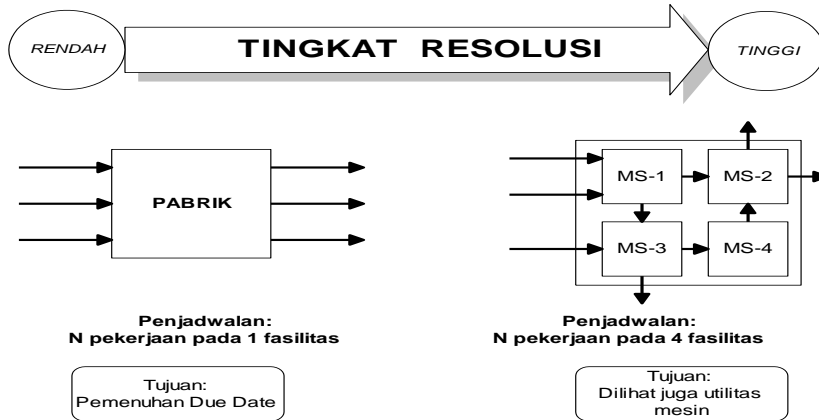 RENDAH
TINGKAT RESOLUSI
TINGGI
PABRIK
MS-1
MS-2
MS-3
MS-4
Penjadwalan:
N pekerjaan pada 1 fasilitas
Penjadwalan:
N pekerjaan pada 4 fasilitas
Tujuan:
Pemenuhan Due Date
Tujuan:
Dilihat juga utilitas
mesin